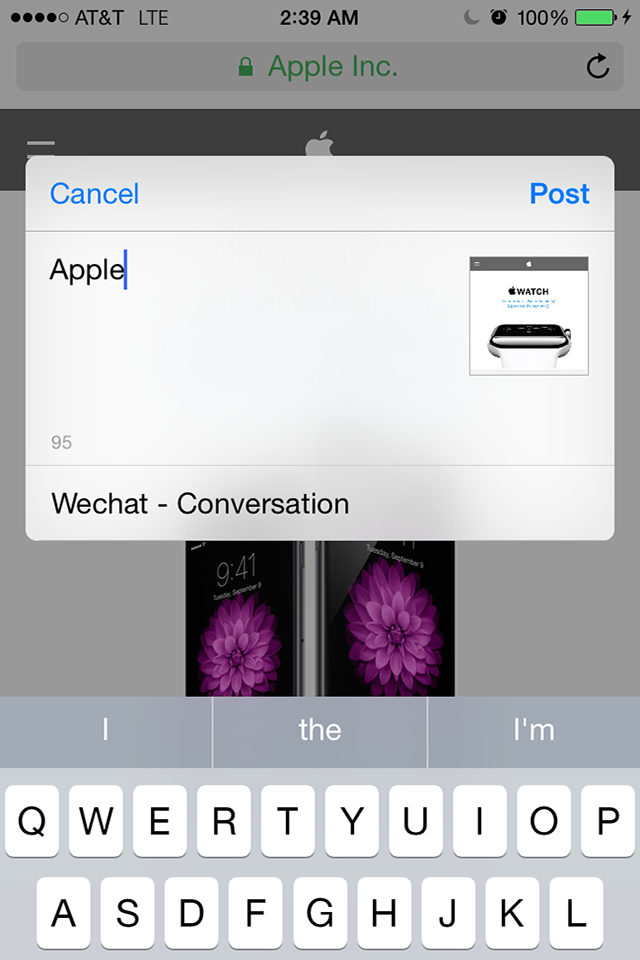 AT&T LTE 2:39 AM 100%
Apple Inc.
Cancel Post
Apple
WATCH
95
Wechat - Conversation
9:41
Tuesday, September 9
Tuesday, September 9
I the I'm
Q W E R T Y U I O P
A S D F G H J K L